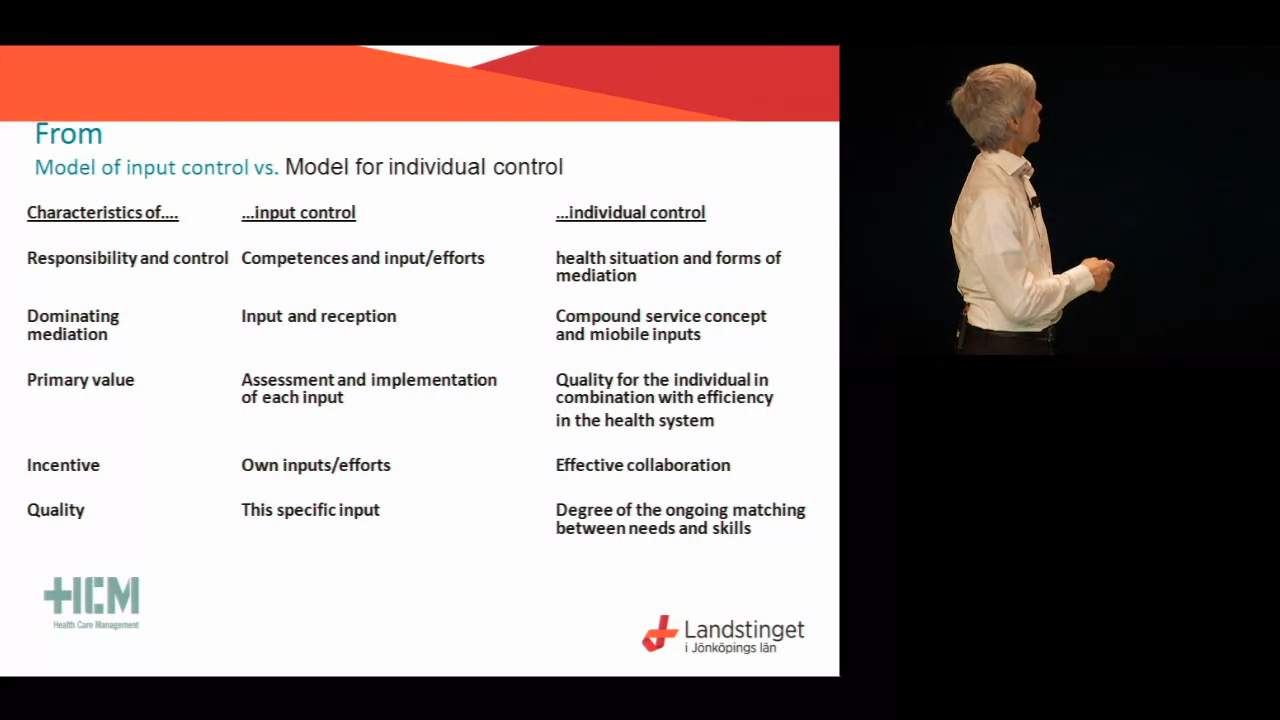 From
Model of input control vs. Model for individual control
Characteristics of.... ...input control ...individual control
Responsibility and control Competences and input/efforts health situation and forms of
mediation
Dominating Input and reception Compound service concept
mediation and miobile inputs
Primary value Assessment and implementation Quality for the individual in
of each input combination with efficiency
in the health system
Incentive Own inputs/efforts Effective collaboration
Quality This specific input Degree of the ongoing matching
between needs and skills
HCM
Health Care Management
Landstinget
i Jönköpings län